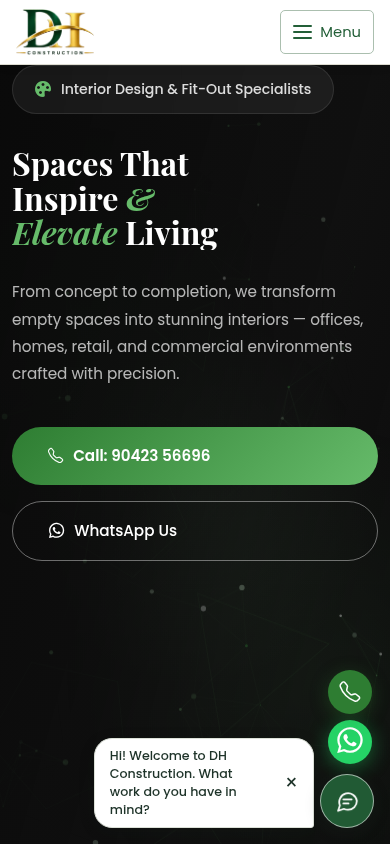 DH
CONSTRUCTION
Menu
Interior Design & Fit-Out Specialists
Spaces That
Inspire &
Elevate Living
From concept to completion, we transform
empty spaces into stunning interiors — offices,
homes, retail, and commercial environments
crafted with precision.
Call: 90423 56696
WhatsApp Us
Hi! Welcome to DH
Construction. What
work do you have in
mind?
×